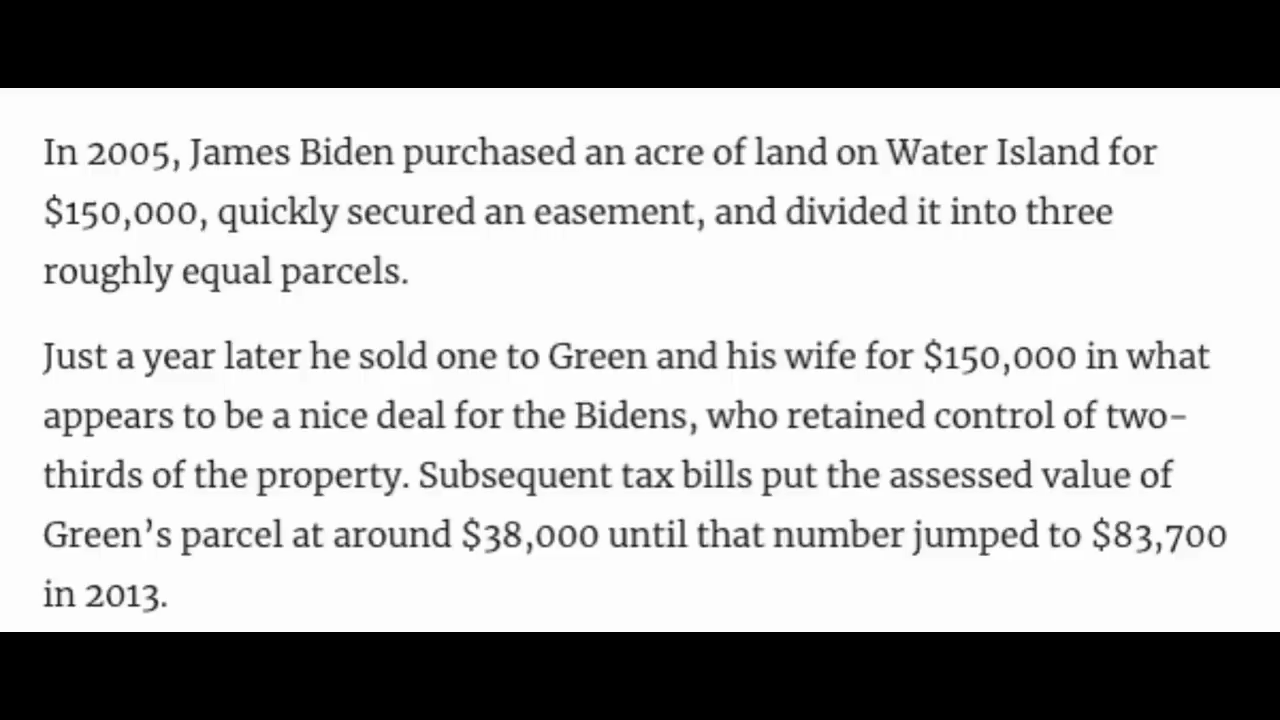 In 2005, James Biden purchased an acre of land on Water Island for
$150,000, quickly secured an easement, and divided it into three
roughly equal parcels.
Just a year later he sold one to Green and his wife for $150,000 in what
appears to be a nice deal for the Bidens, who retained control of two-
thirds of the property. Subsequent tax bills put the assessed value of
Green’s parcel at around $38,000 until that number jumped to $83,700
in 2013.